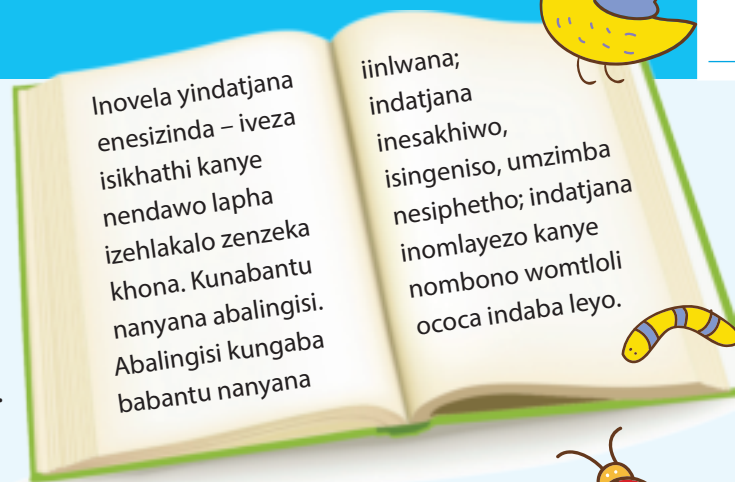 Inovela yindatjana
enesizinda – iveza
isikhathi kanye
nendawo lapha
izehlakalo zenzeka
khona. Kunabantu
nanyana abalingisi.
Abalingisi kungaba
babantu nanyana
iinlwana;
indatjana
inesakhiwo,
isingeniso, umzimba
nesiphetho; indatjana
inomlayezo kanye
nombono womtloli
ococa indaba leyo.